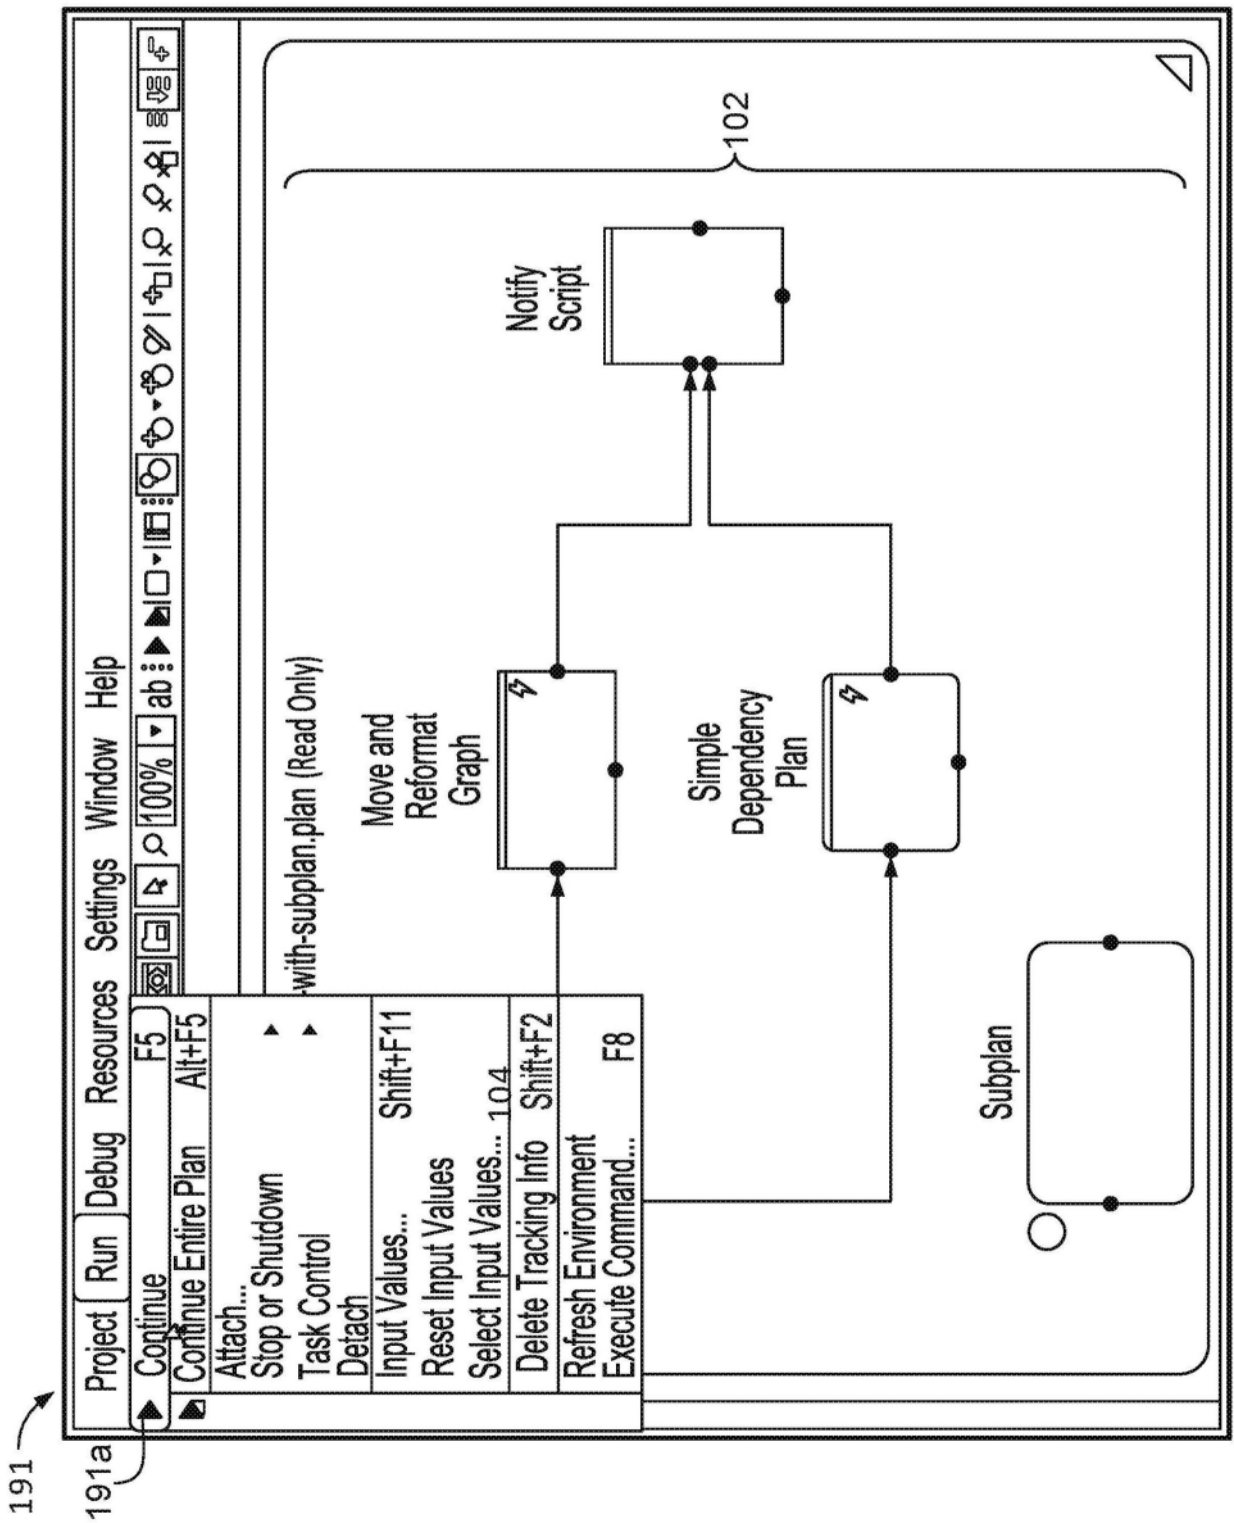 191
191a
Project Run Debug Resources Settings Window Help
Continue F5
100% ab
Continue Entire Plan Alt+F5
Attach...
Stop or Shutdown
Task Control
Detach
Input Values... Shift+F11
Reset Input Values
Select Input Values... 104
Delete Tracking Info Shift+F2
Refresh Environment
Execute Command... F8
-with-subplan.plan (Read Only)
Move and
Reformat
Graph
Notify
Script
102
Simple
Dependency
Plan
Subplan